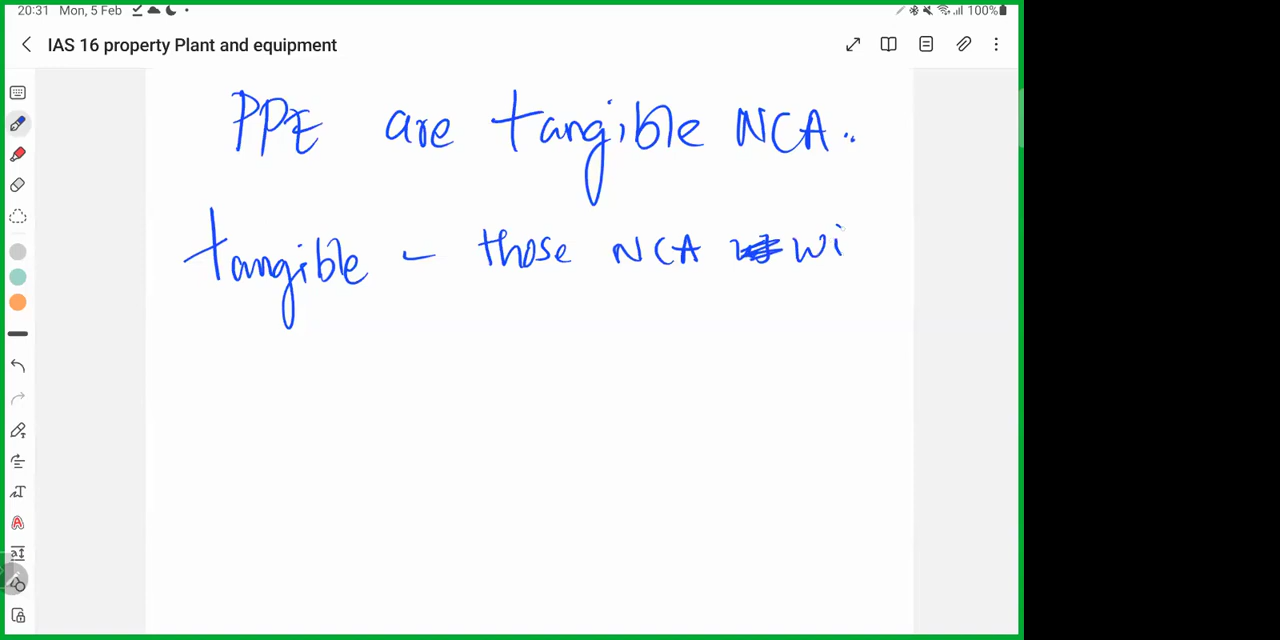 20:31 Mon, 5 Feb
100%
IAS 16 property Plant and equipment
PPE are tangible NCA.
tangible - those NCA wi